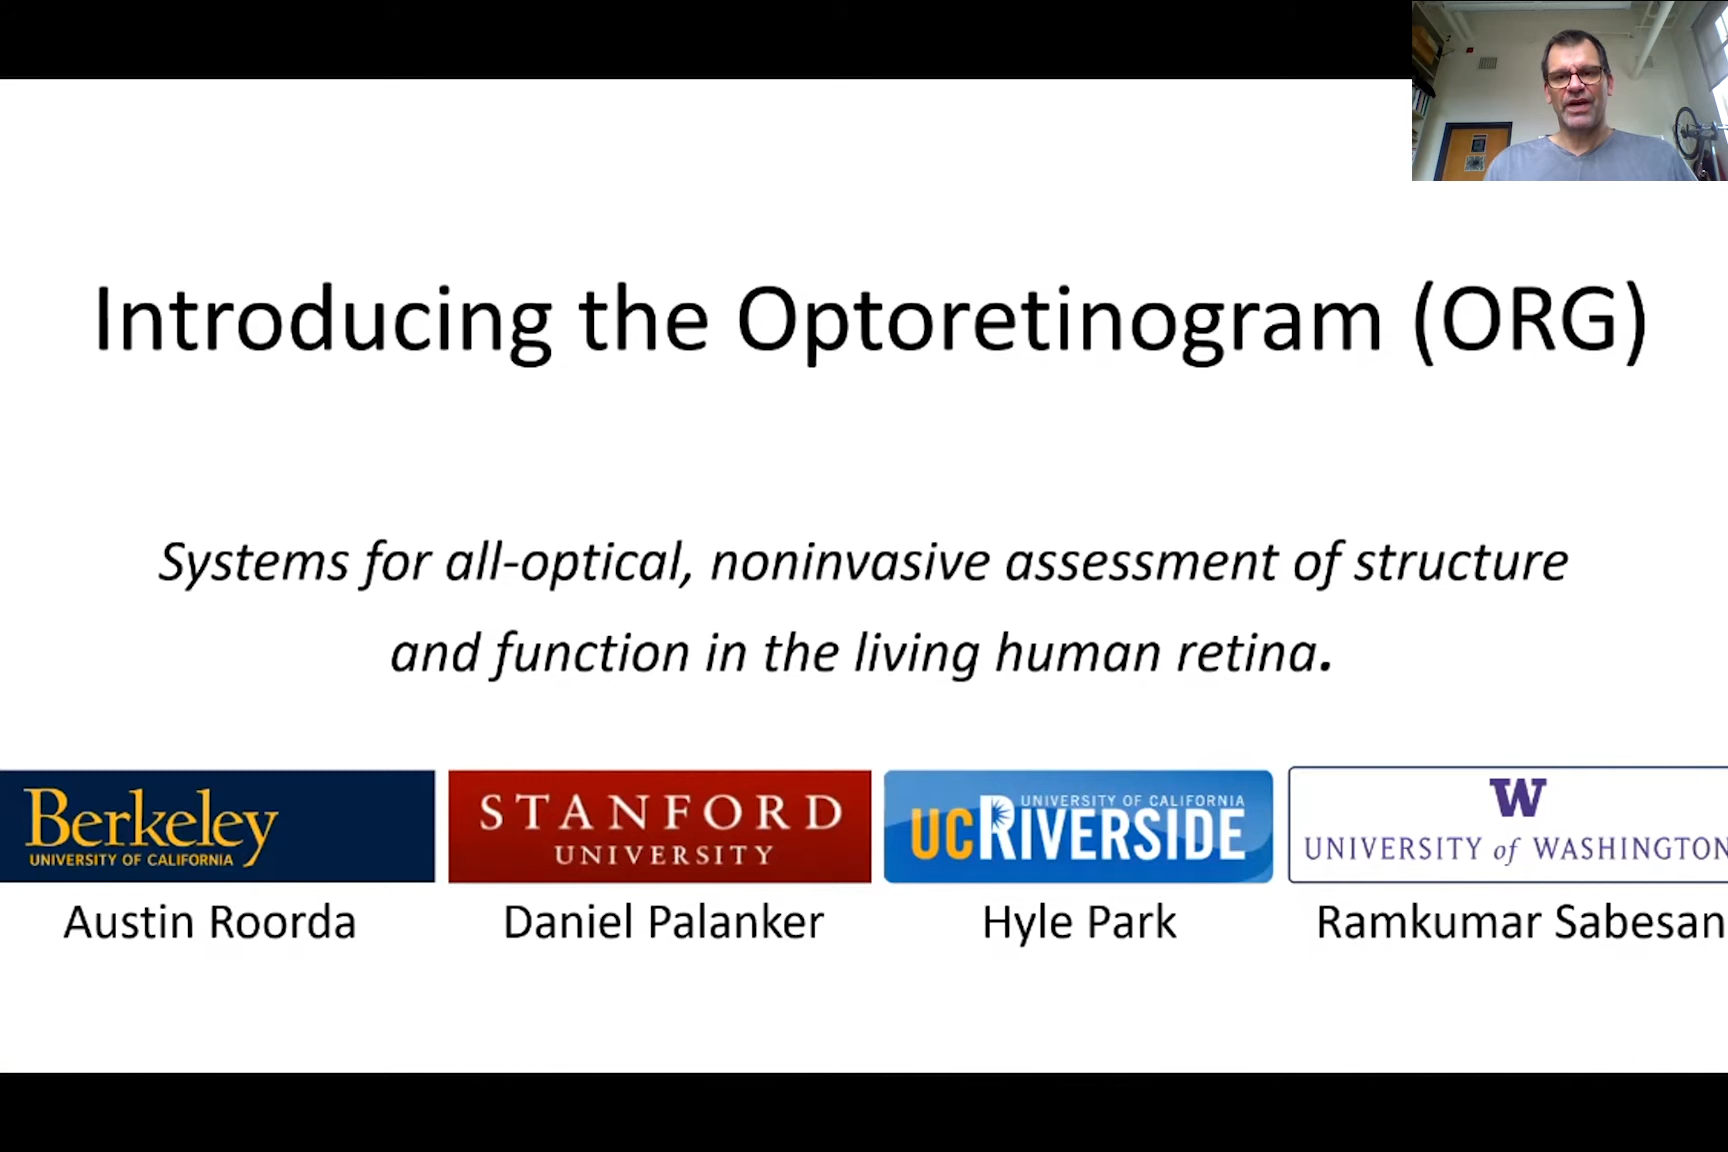 Introducing the Optoretinogram (ORG)
Systems for all-optical, noninvasive assessment of structure
and function in the living human retina.
Berkeley
UNIVERSITY OF CALIFORNIA
STANFORD
UNIVERSITY
UNIVERSITY OF CALIFORNIA
UCRIVERSIDE
W
UNIVERSITY of WASHINGTON
Austin Roorda
Daniel Palanker
Hyle Park
Ramkumar Sabesan